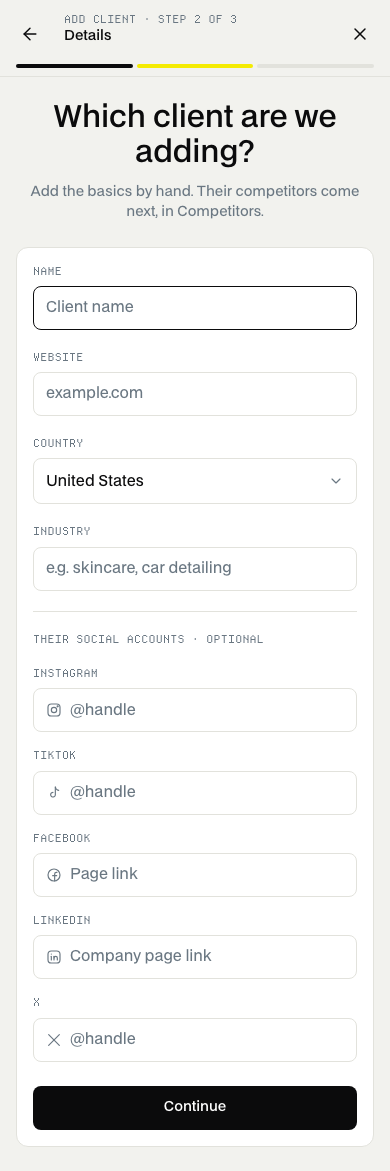 ADD CLIENT · STEP 2 OF 3
Details
Which client are we
adding?
Add the basics by hand. Their competitors come
next, in Competitors.
NAME
Client name
WEBSITE
example.com
COUNTRY
United States
INDUSTRY
e.g. skincare, car detailing
THEIR SOCIAL ACCOUNTS · OPTIONAL
INSTAGRAM
@handle
TIKTOK
@handle
FACEBOOK
Page link
LINKEDIN
Company page link
X
@handle
Continue